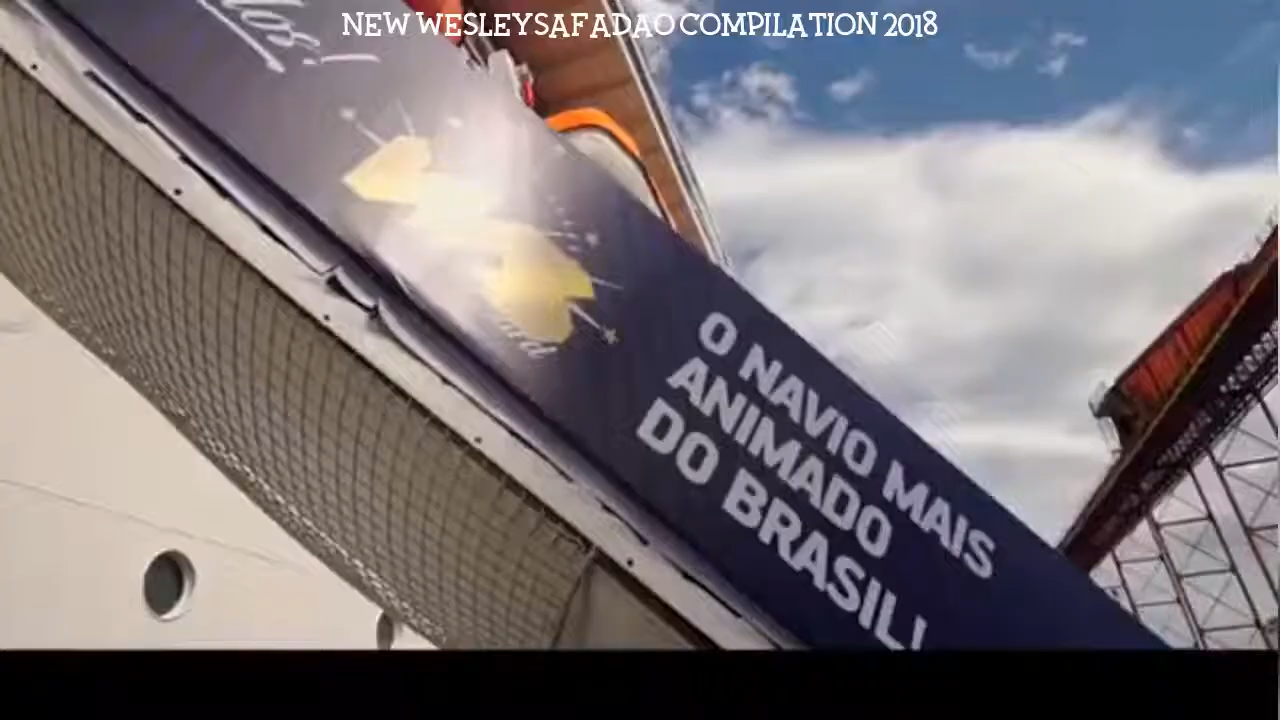 NEW WESLEYSAFADAO COMPILATION 2018
O NAVIO MAIS
ANIMADO
DO BRASIL!